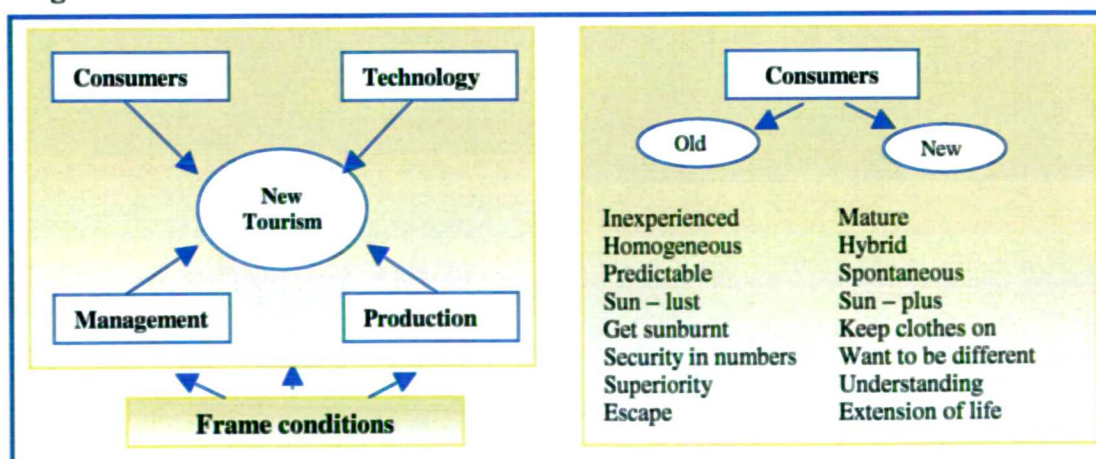 Consumers
Technology
New
Tourism
Management
Production
Frame conditions
Consumers
Old
New
Inexperienced Mature
Homogeneous Hybrid
Predictable Spontaneous
Sun – lust Sun – plus
Get sunburnt Keep clothes on
Security in numbers Want to be different
Superiority Understanding
Escape Extension of life